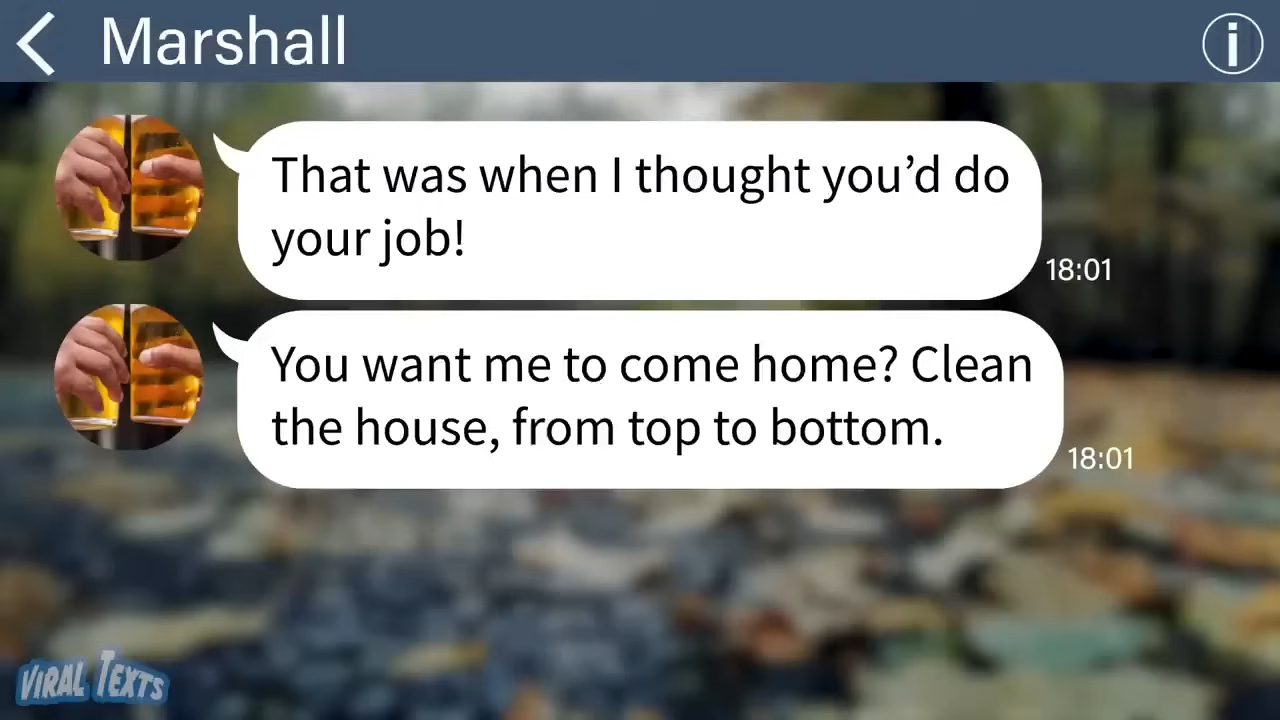 Marshall
That was when I thought you’d do
your job!
18:01
You want me to come home? Clean
the house, from top to bottom.
18:01
VIRAL TEXTS